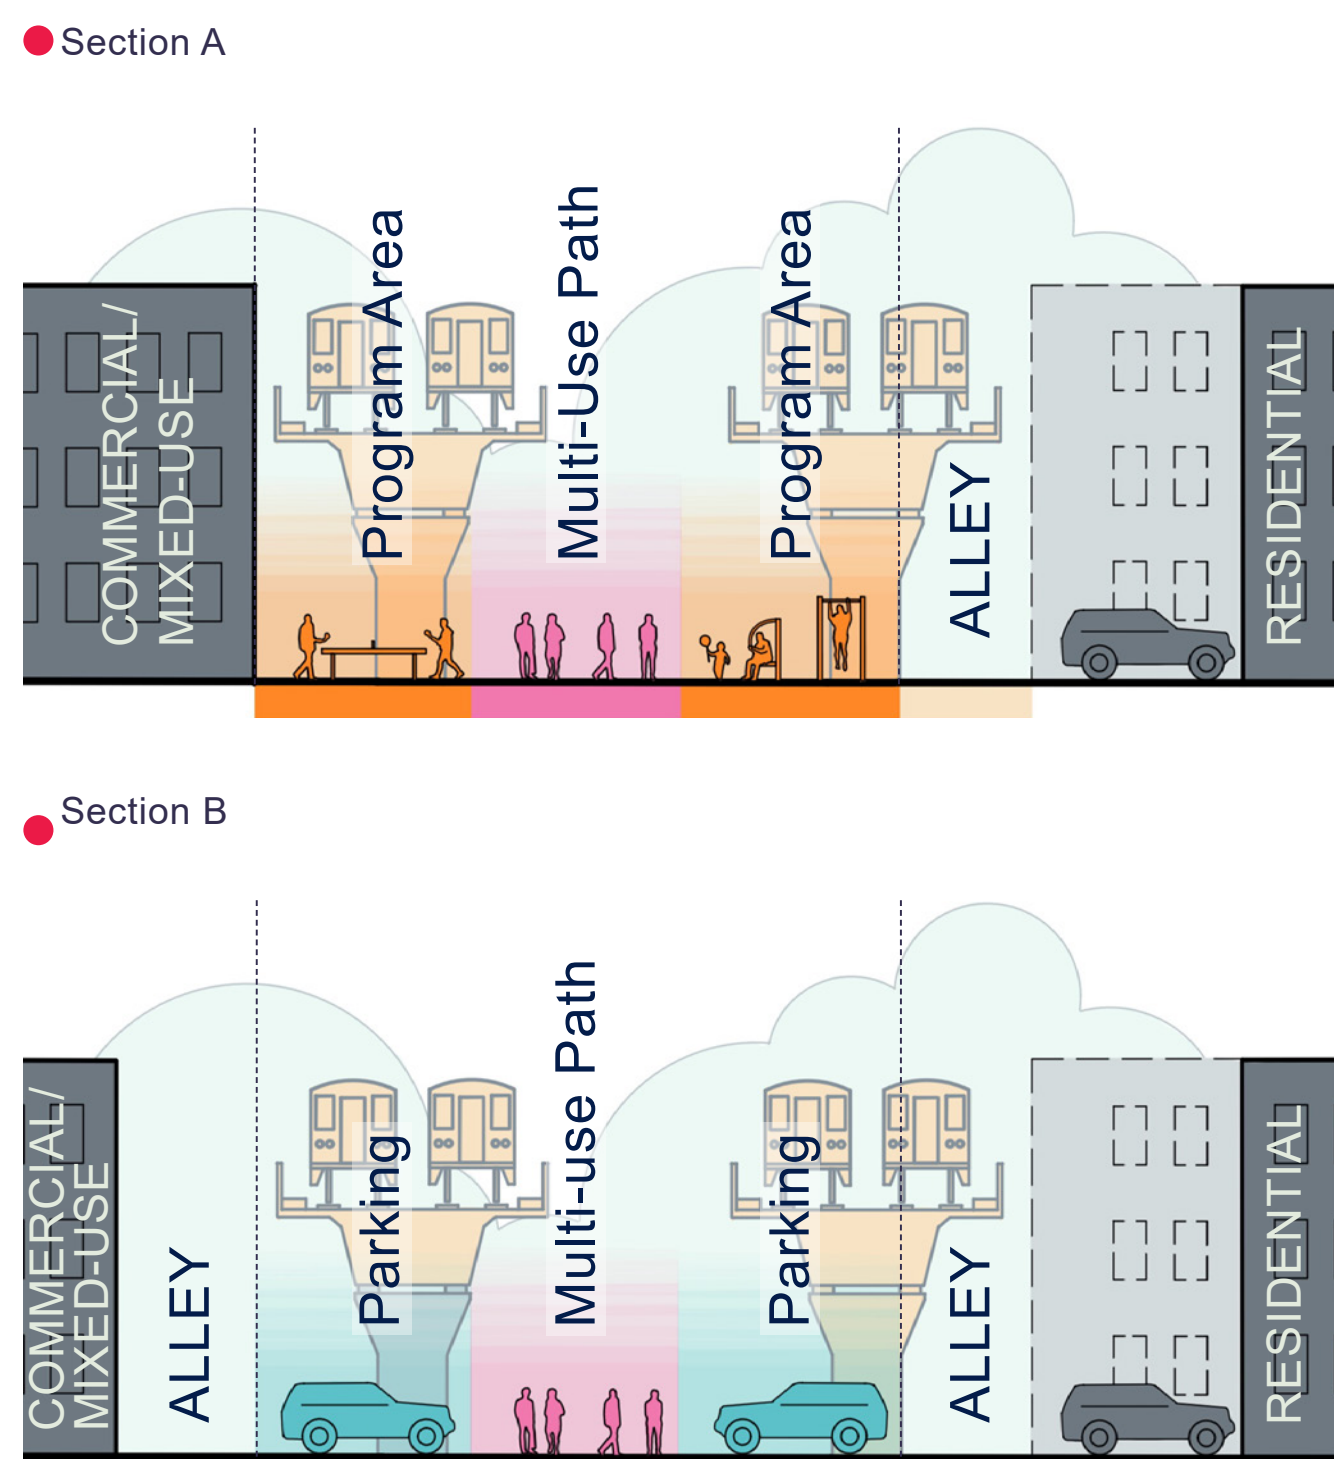 Section A
COMMERCIAL/
MIXED-USE
Program Area
Multi-Use Path
Program Area
ALLEY
RESIDENTIAL
Section B
COMMERCIAL/
MIXED-USE
ALLEY
Parking
Multi-use Path
Parking
ALLEY
RESIDENTIAL